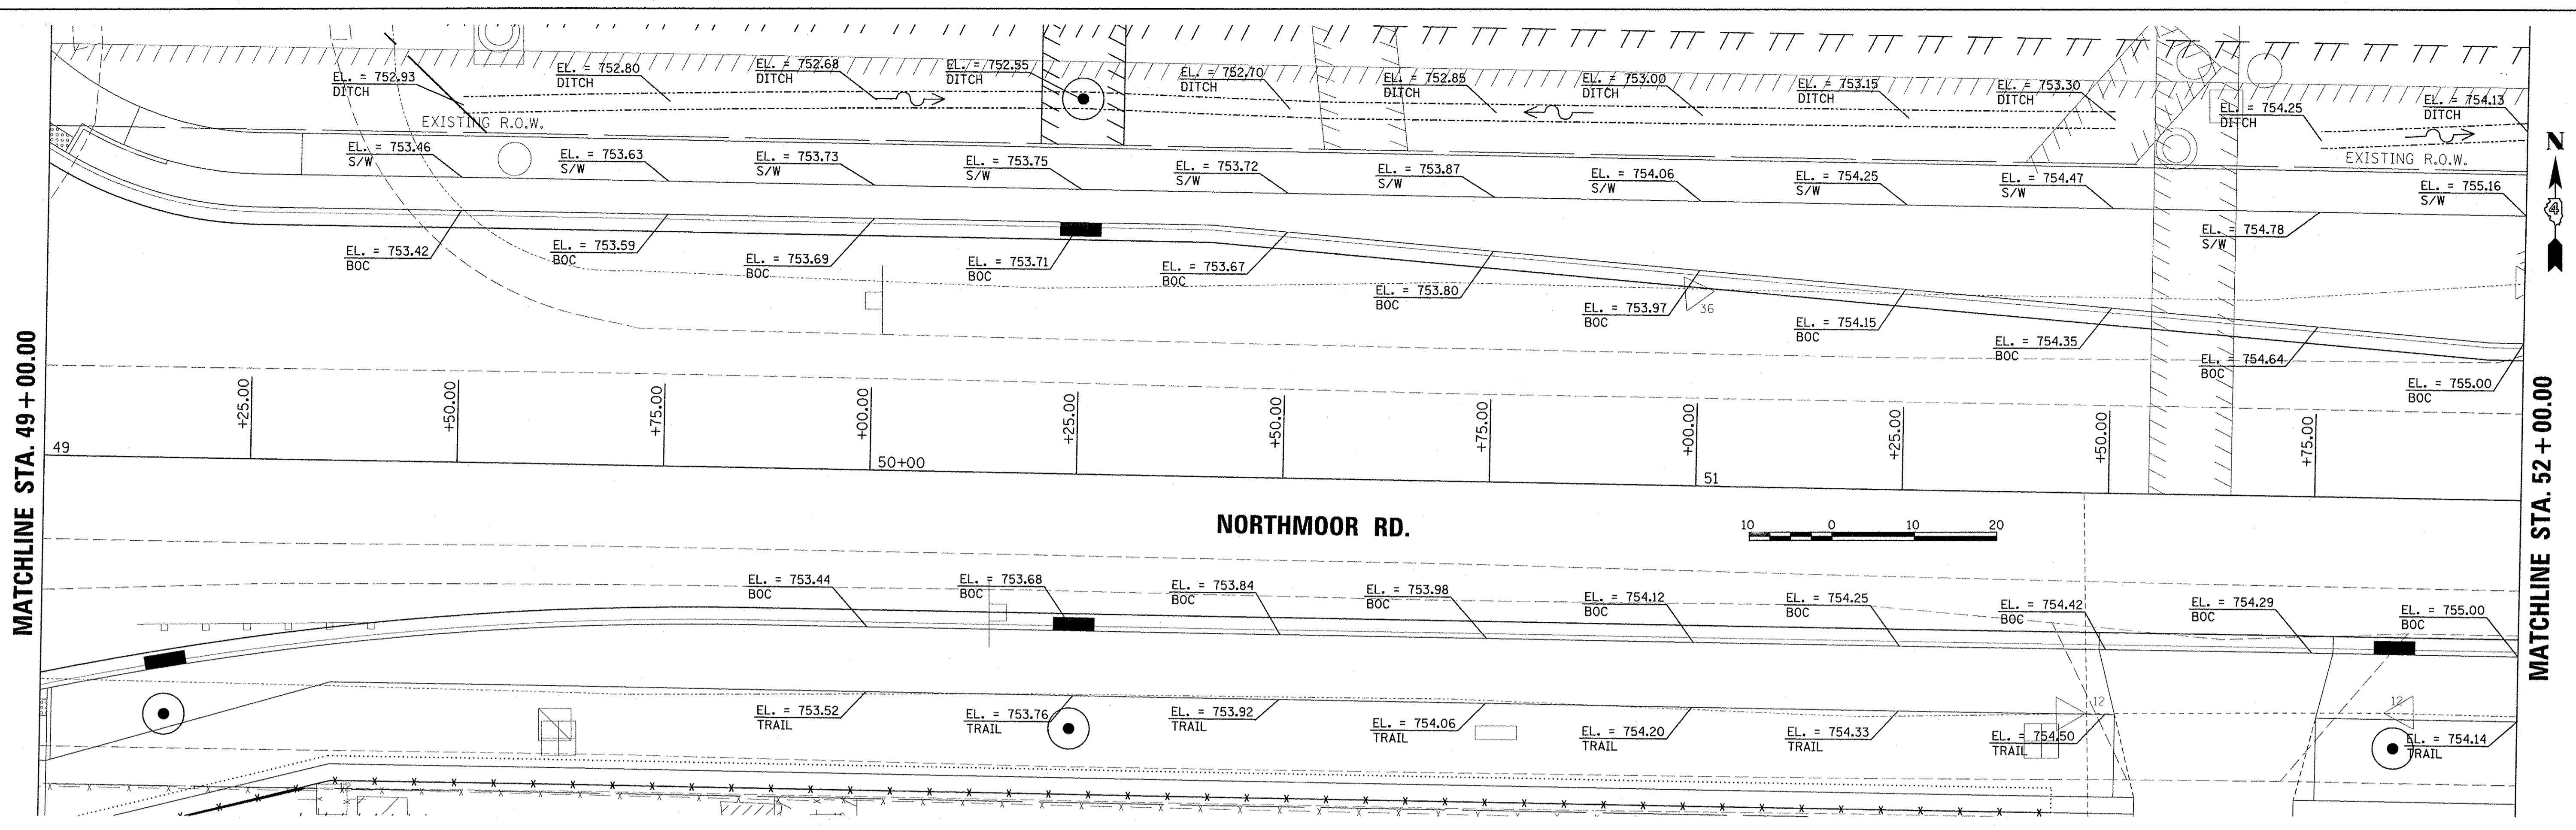 EL. = 752.93
DITCH
EL. = 752.80
DITCH
EL. = 752.68
DITCH
EL. = 752.55
DITCH
EL. = 752.70
DITCH
EL. = 752.85
DITCH
EL. = 753.00
DITCH
EL. = 753.15
DITCH
EL. = 753.30
DITCH
EL. = 754.25
DITCH
EL. = 754.13
DITCH
EXISTING R.O.W.
EXISTING R.O.W.
N
4
EL. = 753.46
S/W
EL. = 753.63
S/W
EL. = 753.73
S/W
EL. = 753.75
S/W
EL. = 753.72
S/W
EL. = 753.87
S/W
EL. = 754.06
S/W
EL. = 754.25
S/W
EL. = 754.47
S/W
EL. = 754.78
S/W
EL. = 755.16
S/W
EL. = 753.42
BOC
EL. = 753.59
BOC
EL. = 753.69
BOC
EL. = 753.71
BOC
EL. = 753.67
BOC
EL. = 753.80
BOC
EL. = 753.97
BOC
36
EL. = 754.15
BOC
EL. = 754.35
BOC
EL. = 754.64
BOC
EL. = 755.00
BOC
MATCHLINE STA. 49+00.00
49
+25.00
+50.00
+75.00
+00.00
50+00
+25.00
+50.00
+75.00
+00.00
51
+25.00
+50.00
+75.00
MATCHLINE STA. 52+00.00
NORTHMOOR RD.
10 0 10 20
EL. = 753.44
BOC
EL. = 753.68
BOC
EL. = 753.84
BOC
EL. = 753.98
BOC
EL. = 754.12
BOC
EL. = 754.25
BOC
EL. = 754.42
BOC
EL. = 754.29
BOC
EL. = 755.00
BOC
12
12
EL. = 753.52
TRAIL
EL. = 753.76
TRAIL
EL. = 753.92
TRAIL
EL. = 754.06
TRAIL
EL. = 754.20
TRAIL
EL. = 754.33
TRAIL
EL. = 754.50
TRAIL
EL. = 754.14
TRAIL